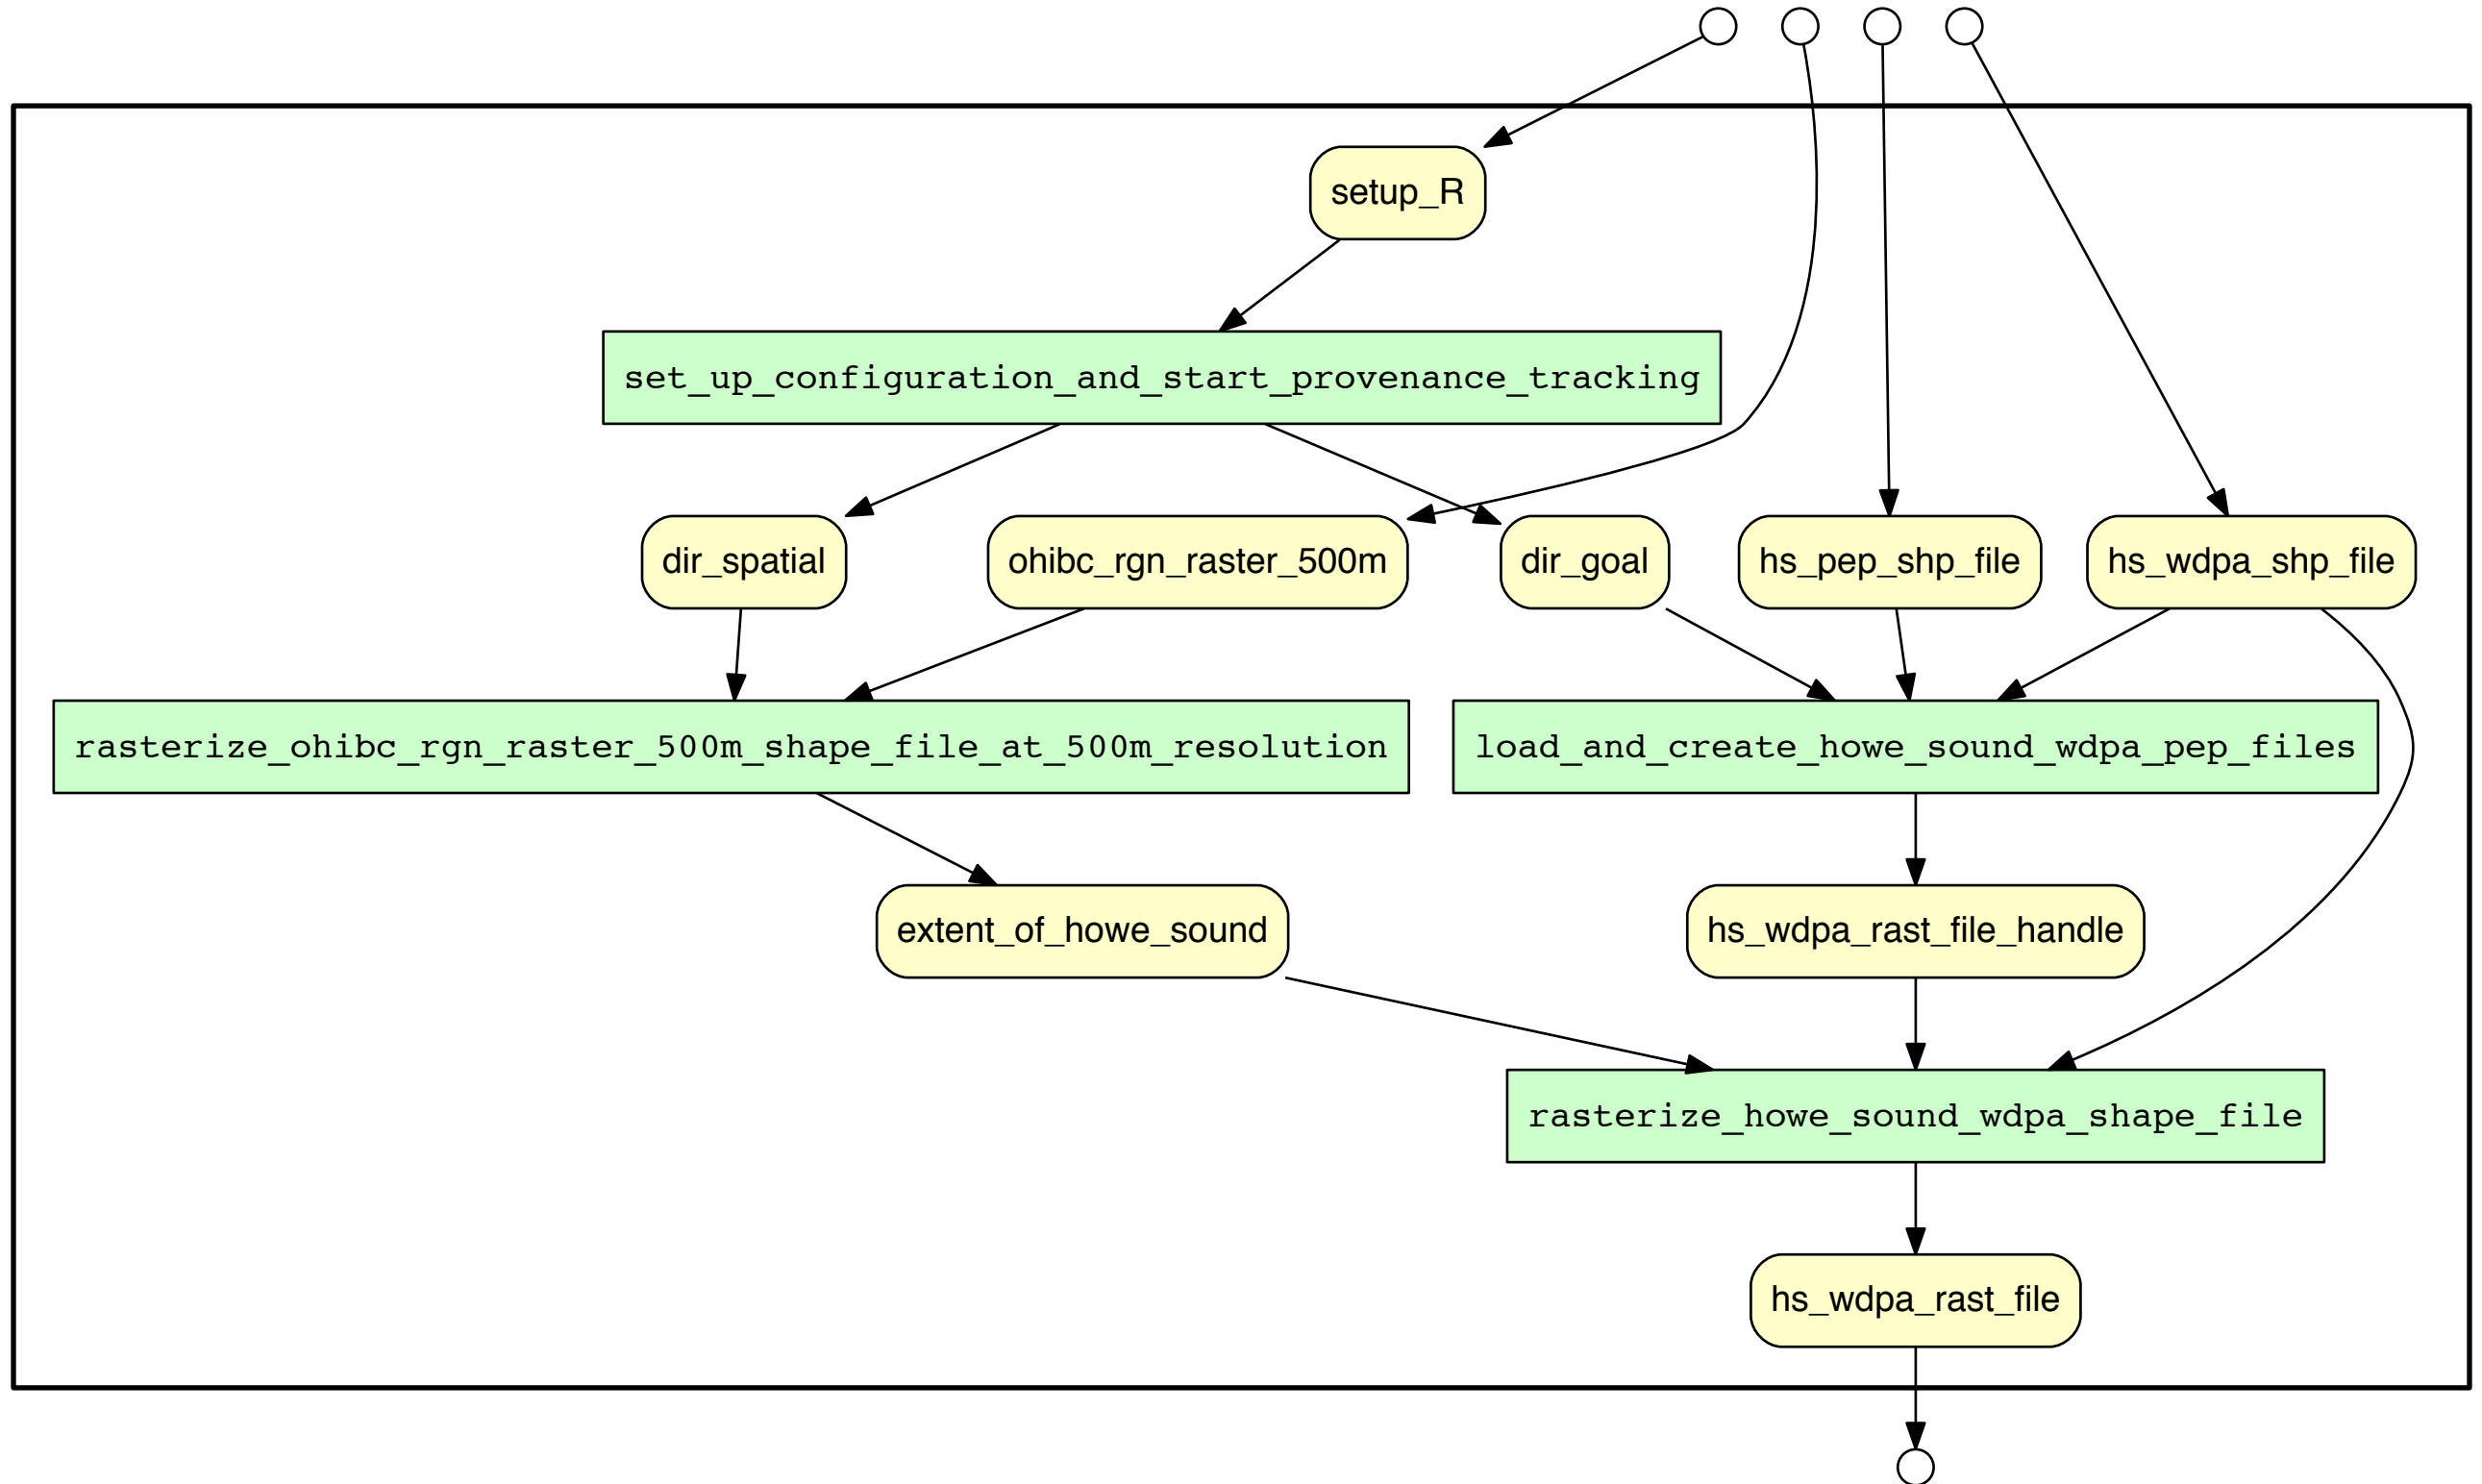 setup_R
set_up_configuration_and_start_provenance_tracking
dir_spatial
ohibc_rgn_raster_500m
dir_goal
hs_pep_shp_file
hs_wdpa_shp_file
rasterize_ohibc_rgn_raster_500m_shape_file_at_500m_resolution
load_and_create_howe_sound_wdpa_pep_files
extent_of_howe_sound
hs_wdpa_rast_file_handle
rasterize_howe_sound_wdpa_shape_file
hs_wdpa_rast_file